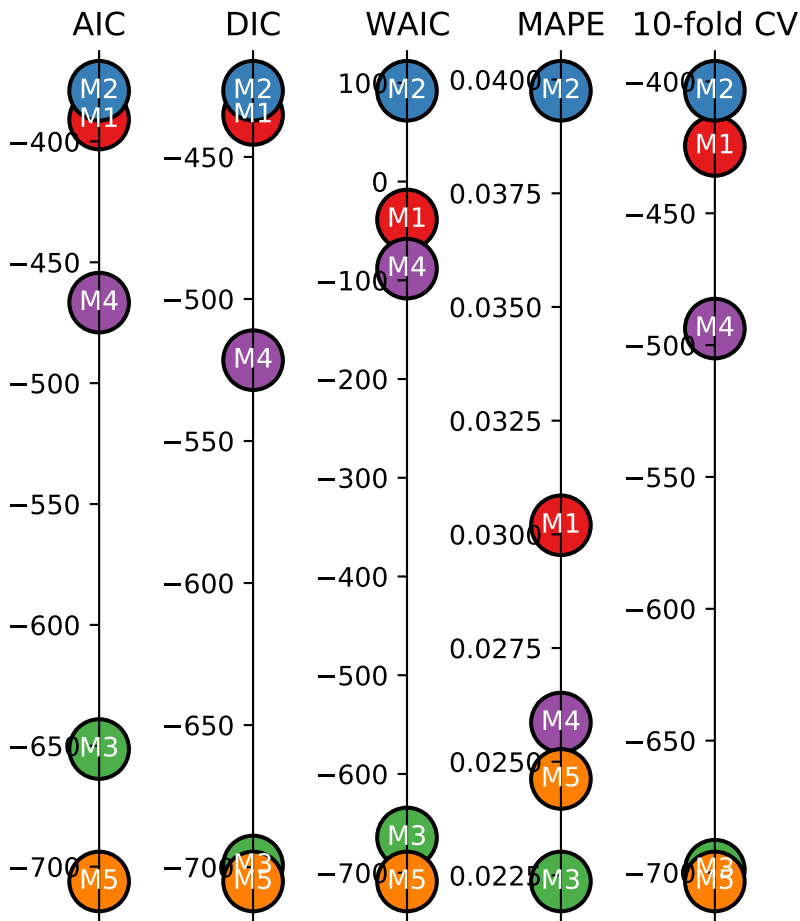 AIC
M2
M1
−400
−450
M4
−500
−550
−600
−650
M3
−700
M5
DIC
M2
M1
−450
−500
M4
−550
−600
−650
−700
M3
M5
WAIC
100
M2
0
M1
M4
−100
−200
−300
−400
−500
−600
M3
−700
M5
MAPE
0.0400
M2
0.0375
0.0350
0.0325
M1
0.0300
0.0275
M4
0.0250
M5
0.0225
M3
10-fold CV
−400
M2
M1
−450
M4
−500
−550
−600
−650
M3
−700
M5